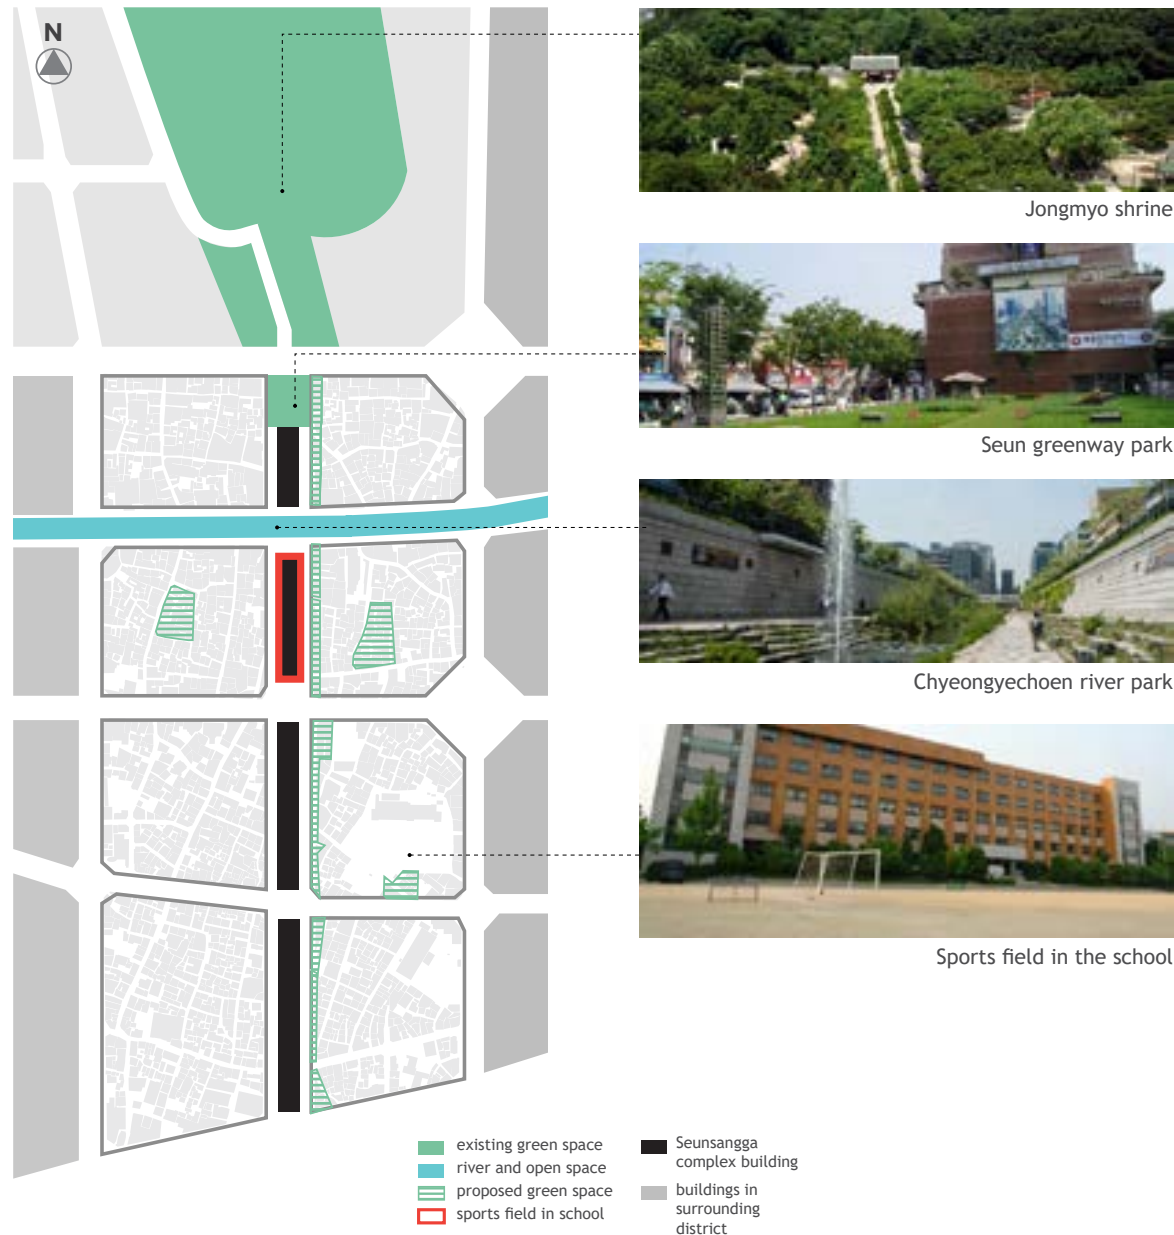 N
Jongmyo shrine
Seun greenway park
Chyeongyechoen river park
Sports field in the school
existing green space
river and open space
proposed green space
sports field in school
Seunsangga
complex building
buildings in
surrounding
district